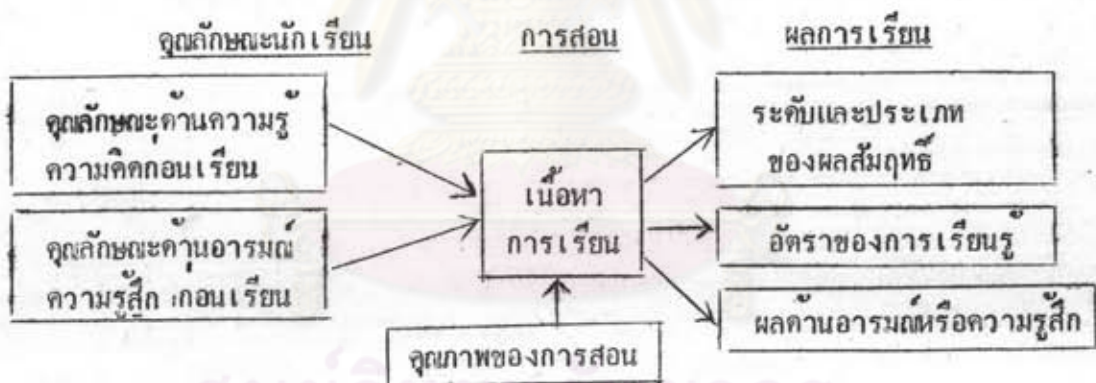 คุณลักษณะนักเรียน
การสอน
ผลการเรียน
คุณลักษณะด้านความรู้
ความคิดก่อนเรียน
คุณลักษณะด้านอารมณ์
ความรู้สึก ก่อนเรียน
เนื้อหา
การเรียน
คุณภาพของการสอน
ระดับและประเภท
ของผลสัมฤทธิ์
อัตราของการเรียนรู้
ผลด้านอารมณ์หรือความรู้สึก